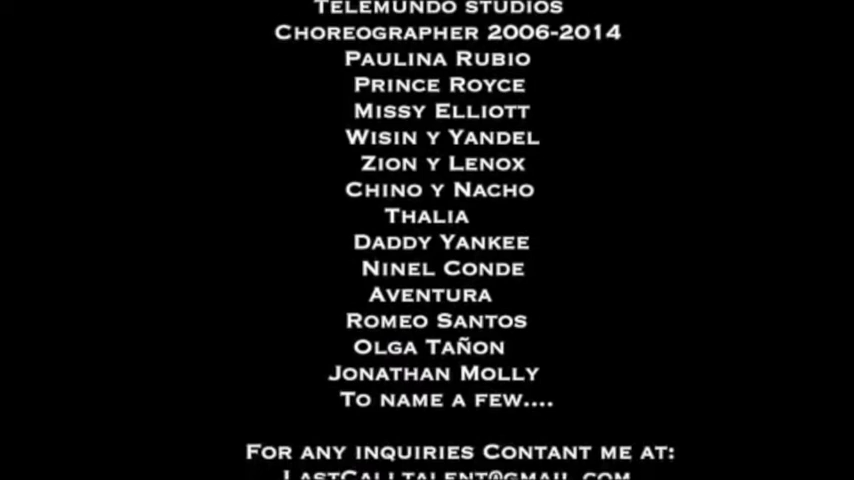 TELEMUNDO STUDIOS
CHOREOGRAPHER 2006-2014
PAULINA RUBIO
PRINCE ROYCE
MISSY ELLIOTT
WISIN Y YANDEL
ZION Y LENOX
CHINO Y NACHO
THALIA
DADDY YANKEE
NINEL CONDE
AVENTURA
ROMEO SANTOS
OLGA TAÑON
JONATHAN MOLLY
TO NAME A FEW....
FOR ANY INQUIRIES CONTANT ME AT:
LASTCALLTALENT@GMAIL.COM